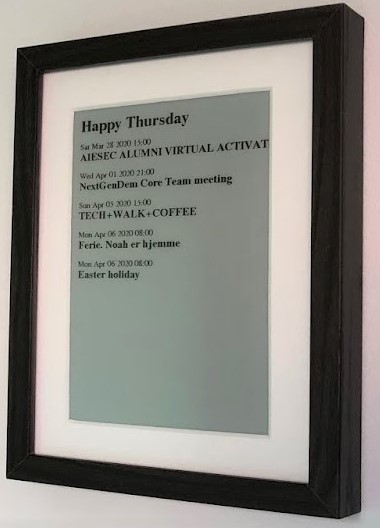 Happy Thursday
Sat Mar 28 2020 15:00
AIESEC ALUMNI VIRTUAL ACTIVAT
Wed Apr 01 2020 21:00
NextGenDem Core Team meeting
Sun Apr 05 2020 15:00
TECH+WALK+COFFEE
Mon Apr 06 2020 08:00
Ferie. Noah er hjemme
Mon Apr 06 2020 08:00
Easter holiday